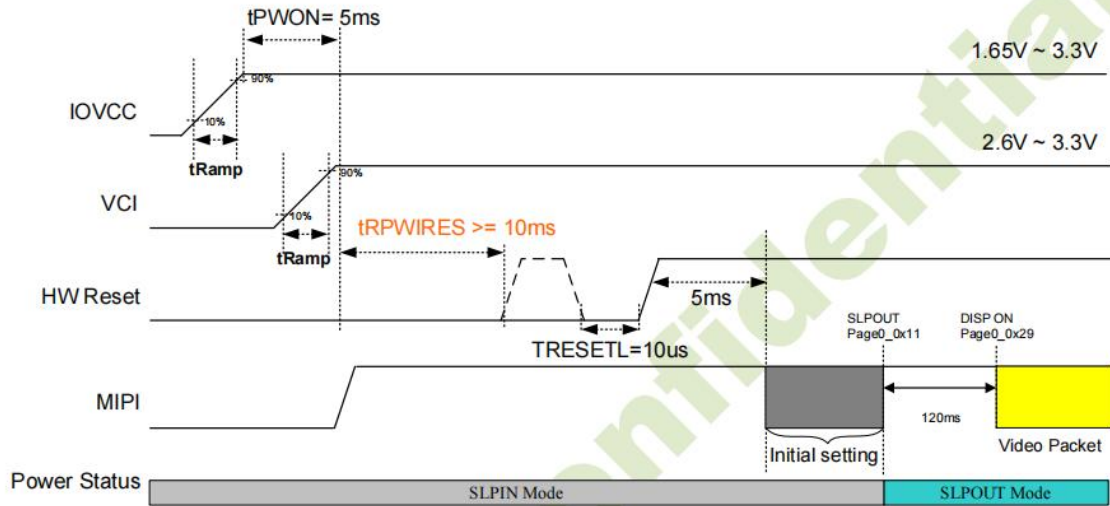 tPWON= 5ms
1.65V ~ 3.3V
90%
IOVCC
10%
tRamp
2.6V ~ 3.3V
90%
VCI
10%
tRPWIRES >= 10ms
tRamp
HW Reset
5ms
SLPOUT
Page0_0x11
DISP ON
Page0_0x29
TRESETL=10us
MIPI
120ms
Initial setting
Video Packet
Power Status
SLPIN Mode
SLPOUT Mode
onfidential